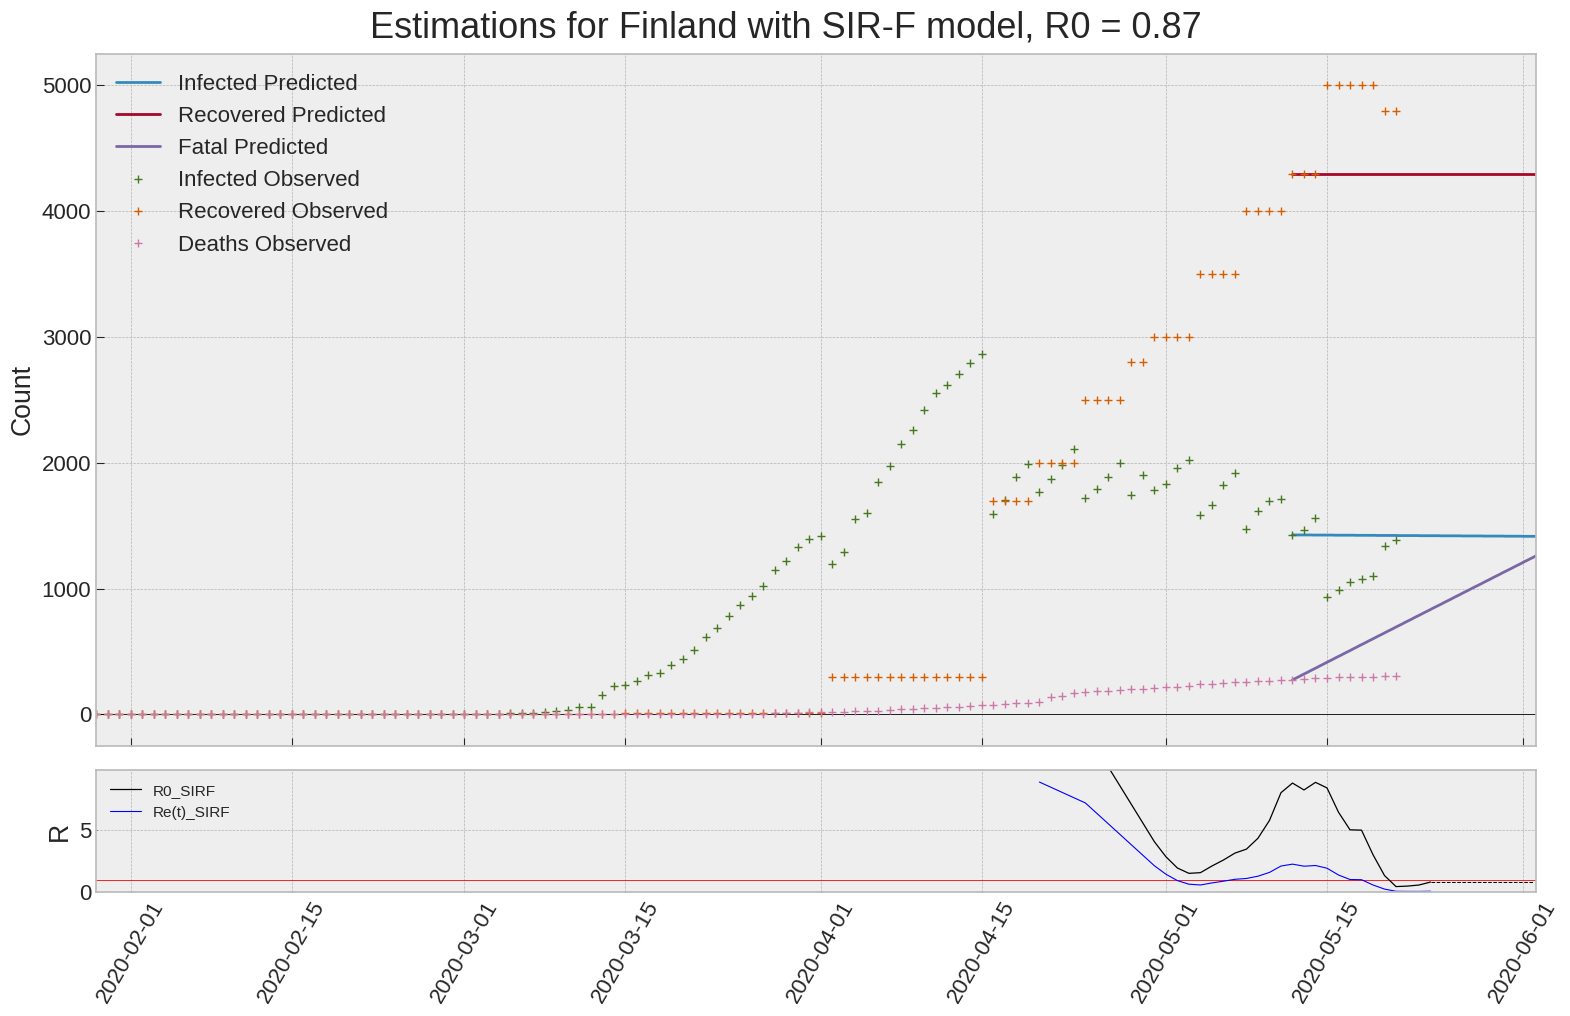 Estimations for Finland with SIR-F model, R0 = 0.87
Infected Predicted
Recovered Predicted
Fatal Predicted
Infected Observed
Recovered Observed
Deaths Observed
5000
4000
3000
2000
1000
0
Count
R0_SIRF
Re(t)_SIRF
5
0
R
2020-02-01
2020-02-15
2020-03-01
2020-03-15
2020-04-01
2020-04-15
2020-05-01
2020-05-15
2020-06-01